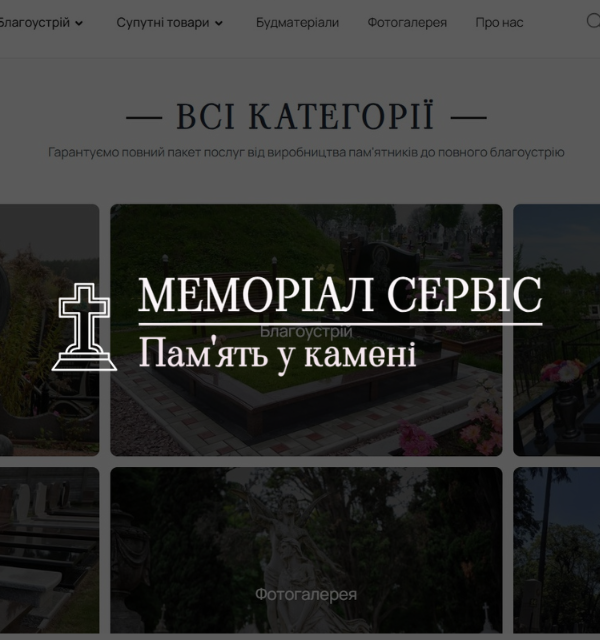 Благоустрій
Супутні товари
Будматеріали
Фотогалерея
Про нас
— ВСІ КАТЕГОРІЇ —
Гарантуємо повний пакет послуг від виробництва пам'ятників до повного благоустрію
МЕМОРІАЛ СЕРВІС
Благоустрій
Пам'ять у камені
Фотогалерея